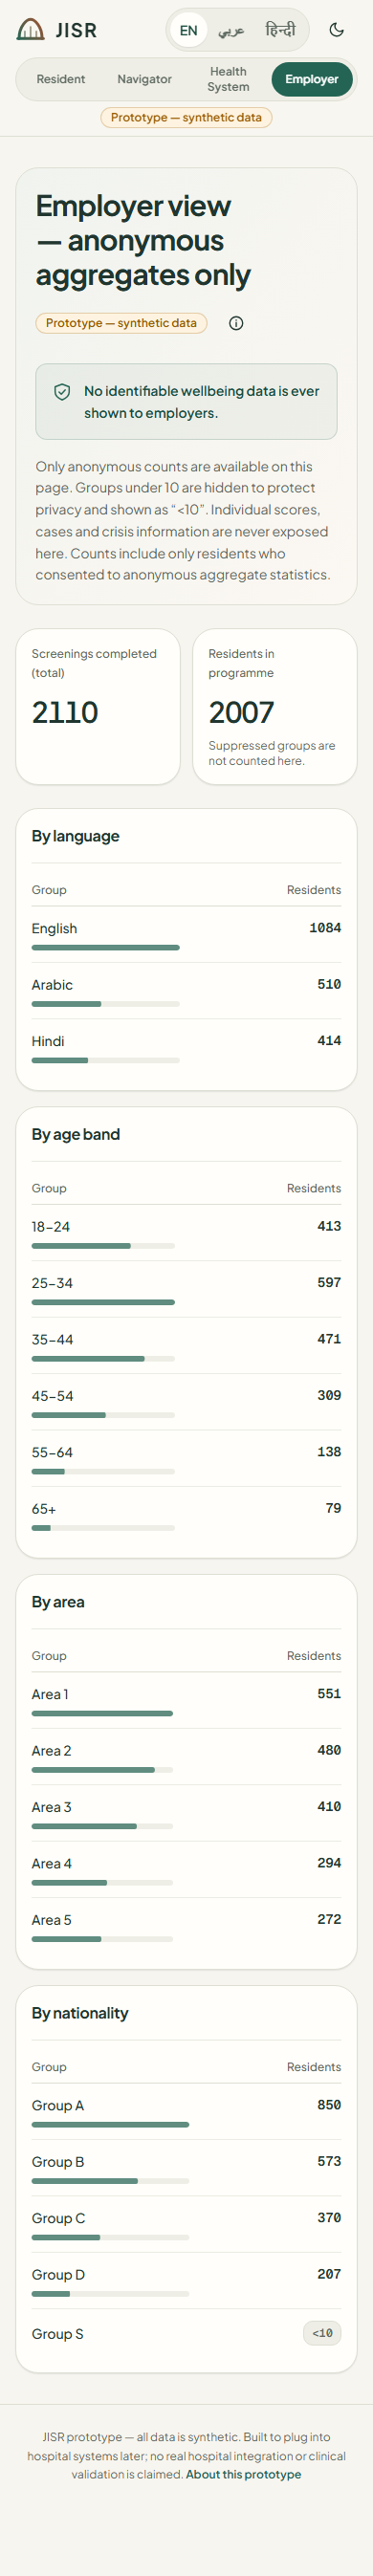 JISR
EN
عربي
हिन्दी
Resident
Navigator
Health
System
Employer
Prototype — synthetic data
Employer view
— anonymous
aggregates only
Prototype — synthetic data
No identifiable wellbeing data is ever
shown to employers.
Only anonymous counts are available on this
page. Groups under 10 are hidden to protect
privacy and shown as “<10”. Individual scores,
cases and crisis information are never exposed
here. Counts include only residents who
consented to anonymous aggregate statistics.
Screenings completed
(total)
2110
Residents in
programme
2007
Suppressed groups are
not counted here.
By language
Group Residents
English 1084
Arabic 510
Hindi 414
By age band
Group Residents
18–24 413
25–34 597
35–44 471
45–54 309
55–64 138
65+ 79
By area
Group Residents
Area 1 551
Area 2 480
Area 3 410
Area 4 294
Area 5 272
By nationality
Group Residents
Group A 850
Group B 573
Group C 370
Group D 207
Group S <10
JISR prototype — all data is synthetic. Built to plug into
hospital systems later; no real hospital integration or clinical
validation is claimed. About this prototype